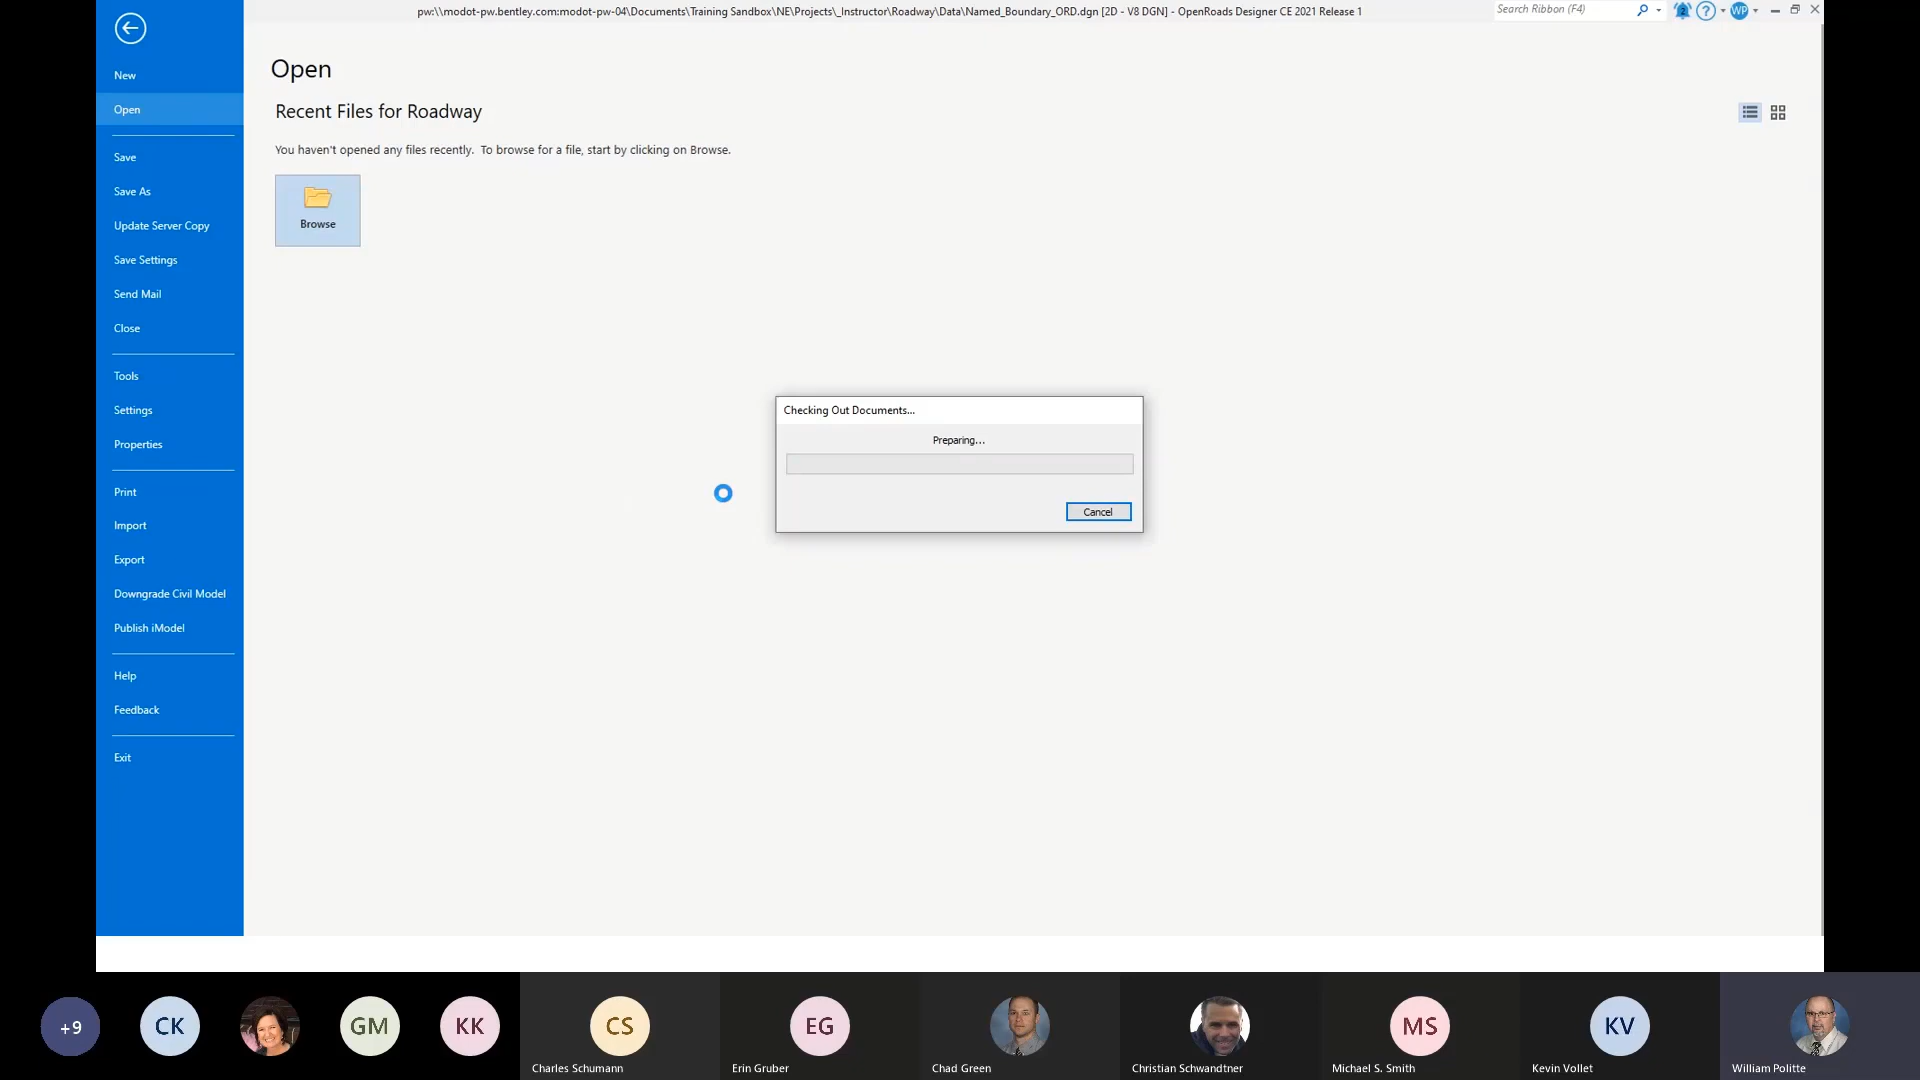 pw:\\modot-pw.bentley.com:modot-pw-04\Documents\Training Sandbox\NE\Projects\_Instructor\Roadway\Data\Named_Boundary_ORD.dgn [2D - V8 DGN] - OpenRoads Designer CE 2021 Release 1
Search Ribbon (F4)
?
WP
New
Open
Save
Save As
Update Server Copy
Save Settings
Send Mail
Close
Tools
Settings
Properties
Print
Import
Export
Downgrade Civil Model
Publish iModel
Help
Feedback
Exit
Open
Recent Files for Roadway
You haven't opened any files recently. To browse for a file, start by clicking on Browse.
Browse
Checking Out Documents...
Preparing...
Cancel
+9
CK
GM
KK
CS
EG
MS
KV
Charles Schumann
Erin Gruber
Chad Green
Christian Schwandtner
Michael S. Smith
Kevin Vollet
William Politte